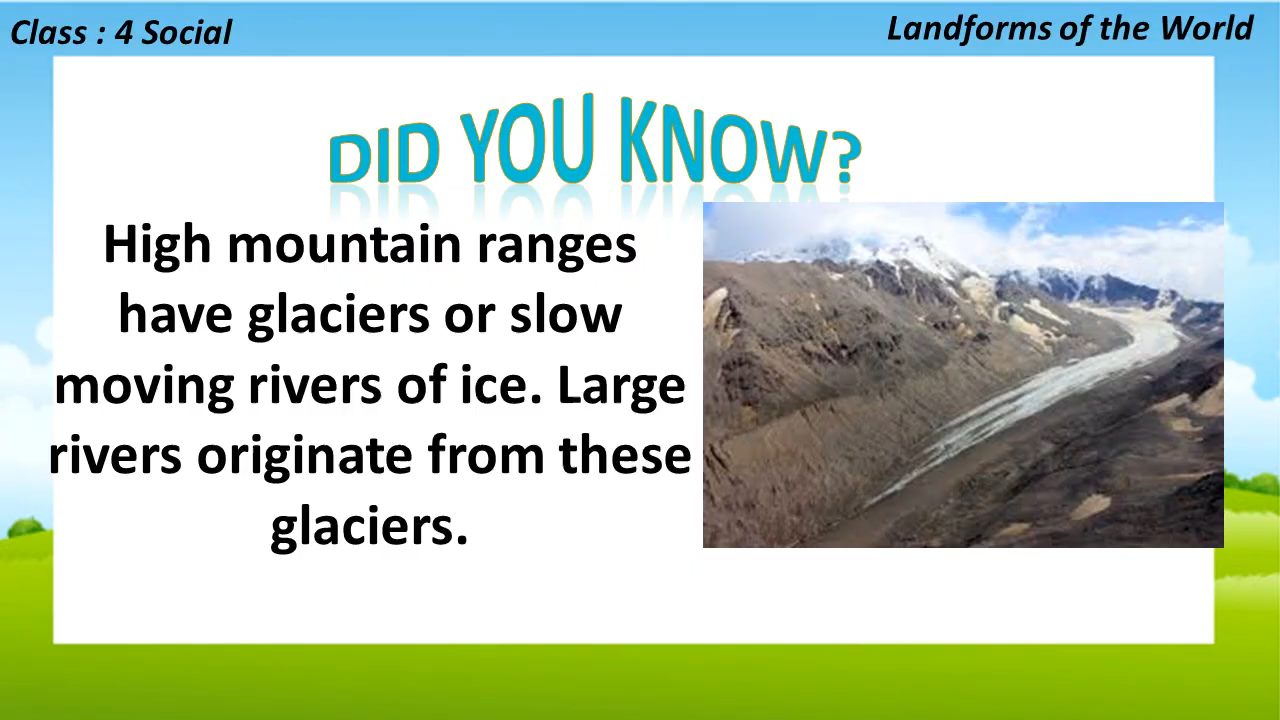 Class : 4 Social
Landforms of the World
DID YOU KNOW?
High mountain ranges
have glaciers or slow
moving rivers of ice. Large
rivers originate from these
glaciers.